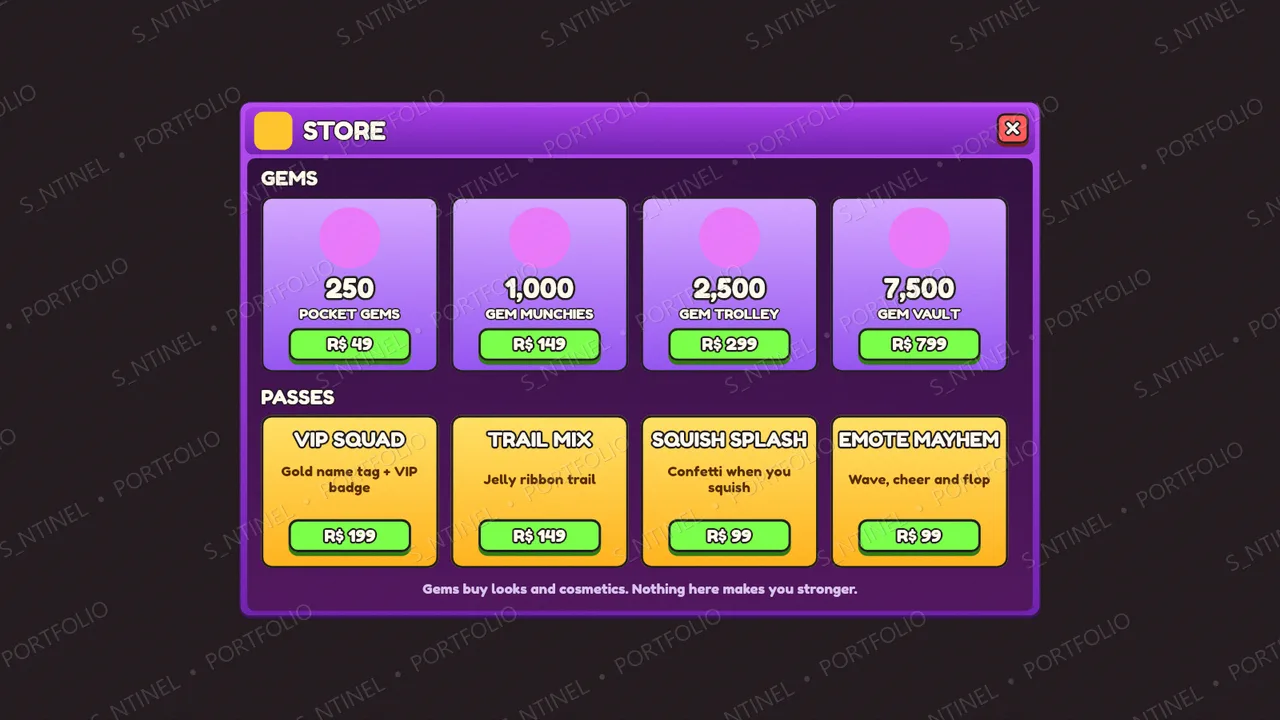 STORE
GEMS
250
POCKET GEMS
R$ 49
1,000
GEM MUNCHIES
R$ 149
2,500
GEM TROLLEY
R$ 299
7,500
GEM VAULT
R$ 799
PASSES
VIP SQUAD
Gold name tag + VIP
badge
R$ 199
TRAIL MIX
Jelly ribbon trail
R$ 149
SQUISH SPLASH
Confetti when you
squish
R$ 99
EMOTE MAYHEM
Wave, cheer and flop
R$ 99
Gems buy looks and cosmetics. Nothing here makes you stronger.
S_NTINEL • PORTFOLIO